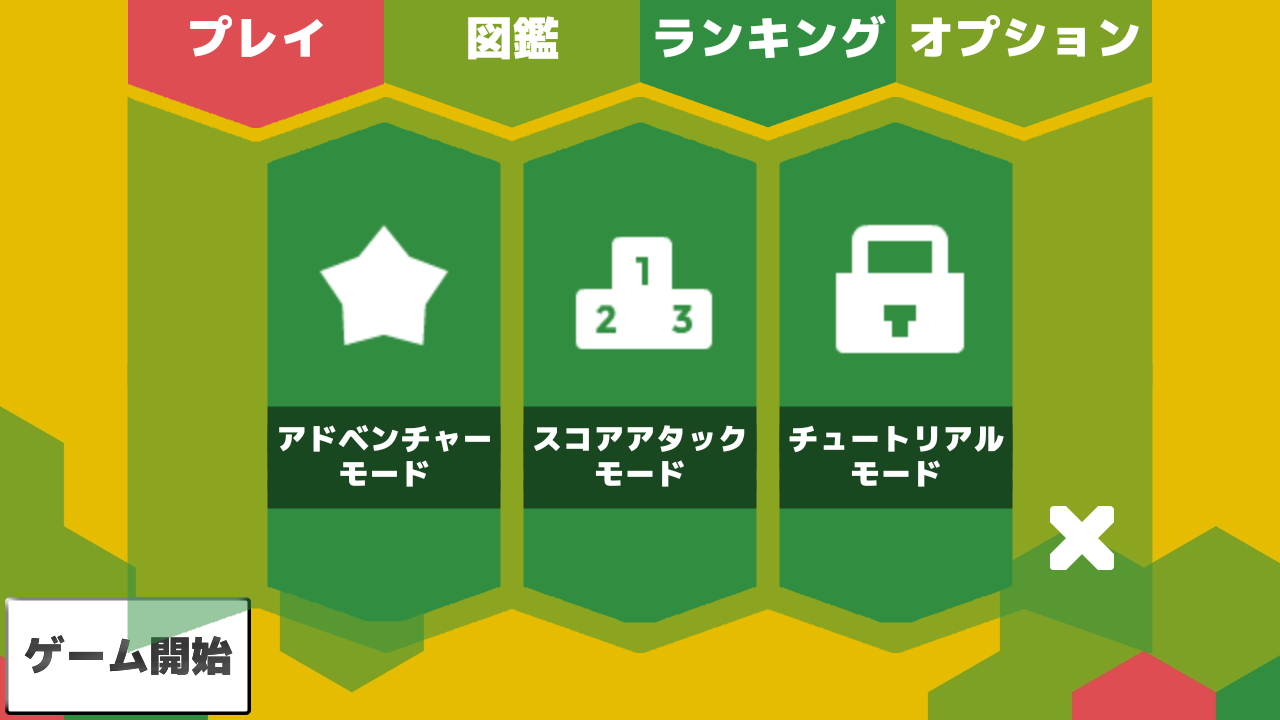 プレイ
図鑑
ランキング
オプション
1
2 3
アドベンチャー
モード
スコアアタック
モード
チュートリアル
モード
ゲーム開始